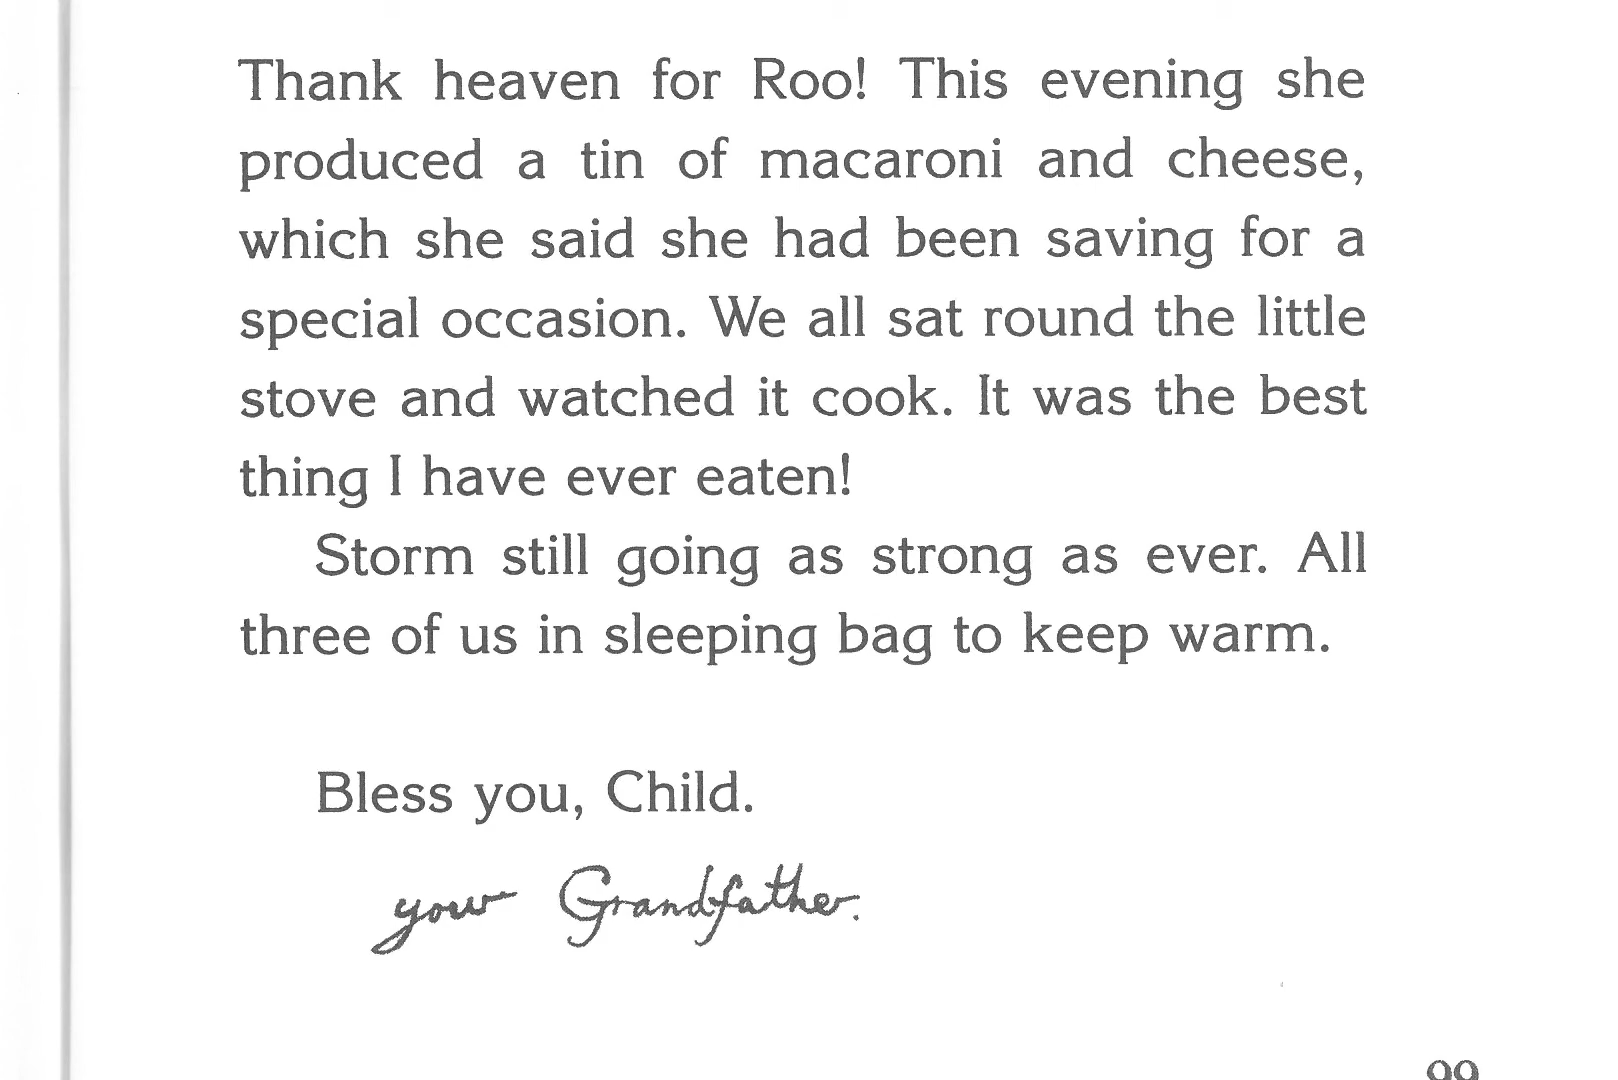 Thank heaven for Roo! This evening she
produced a tin of macaroni and cheese,
which she said she had been saving for a
special occasion. We all sat round the little
stove and watched it cook. It was the best
thing I have ever eaten!
Storm still going as strong as ever. All
three of us in sleeping bag to keep warm.
Bless you, Child.
your Grandfather.